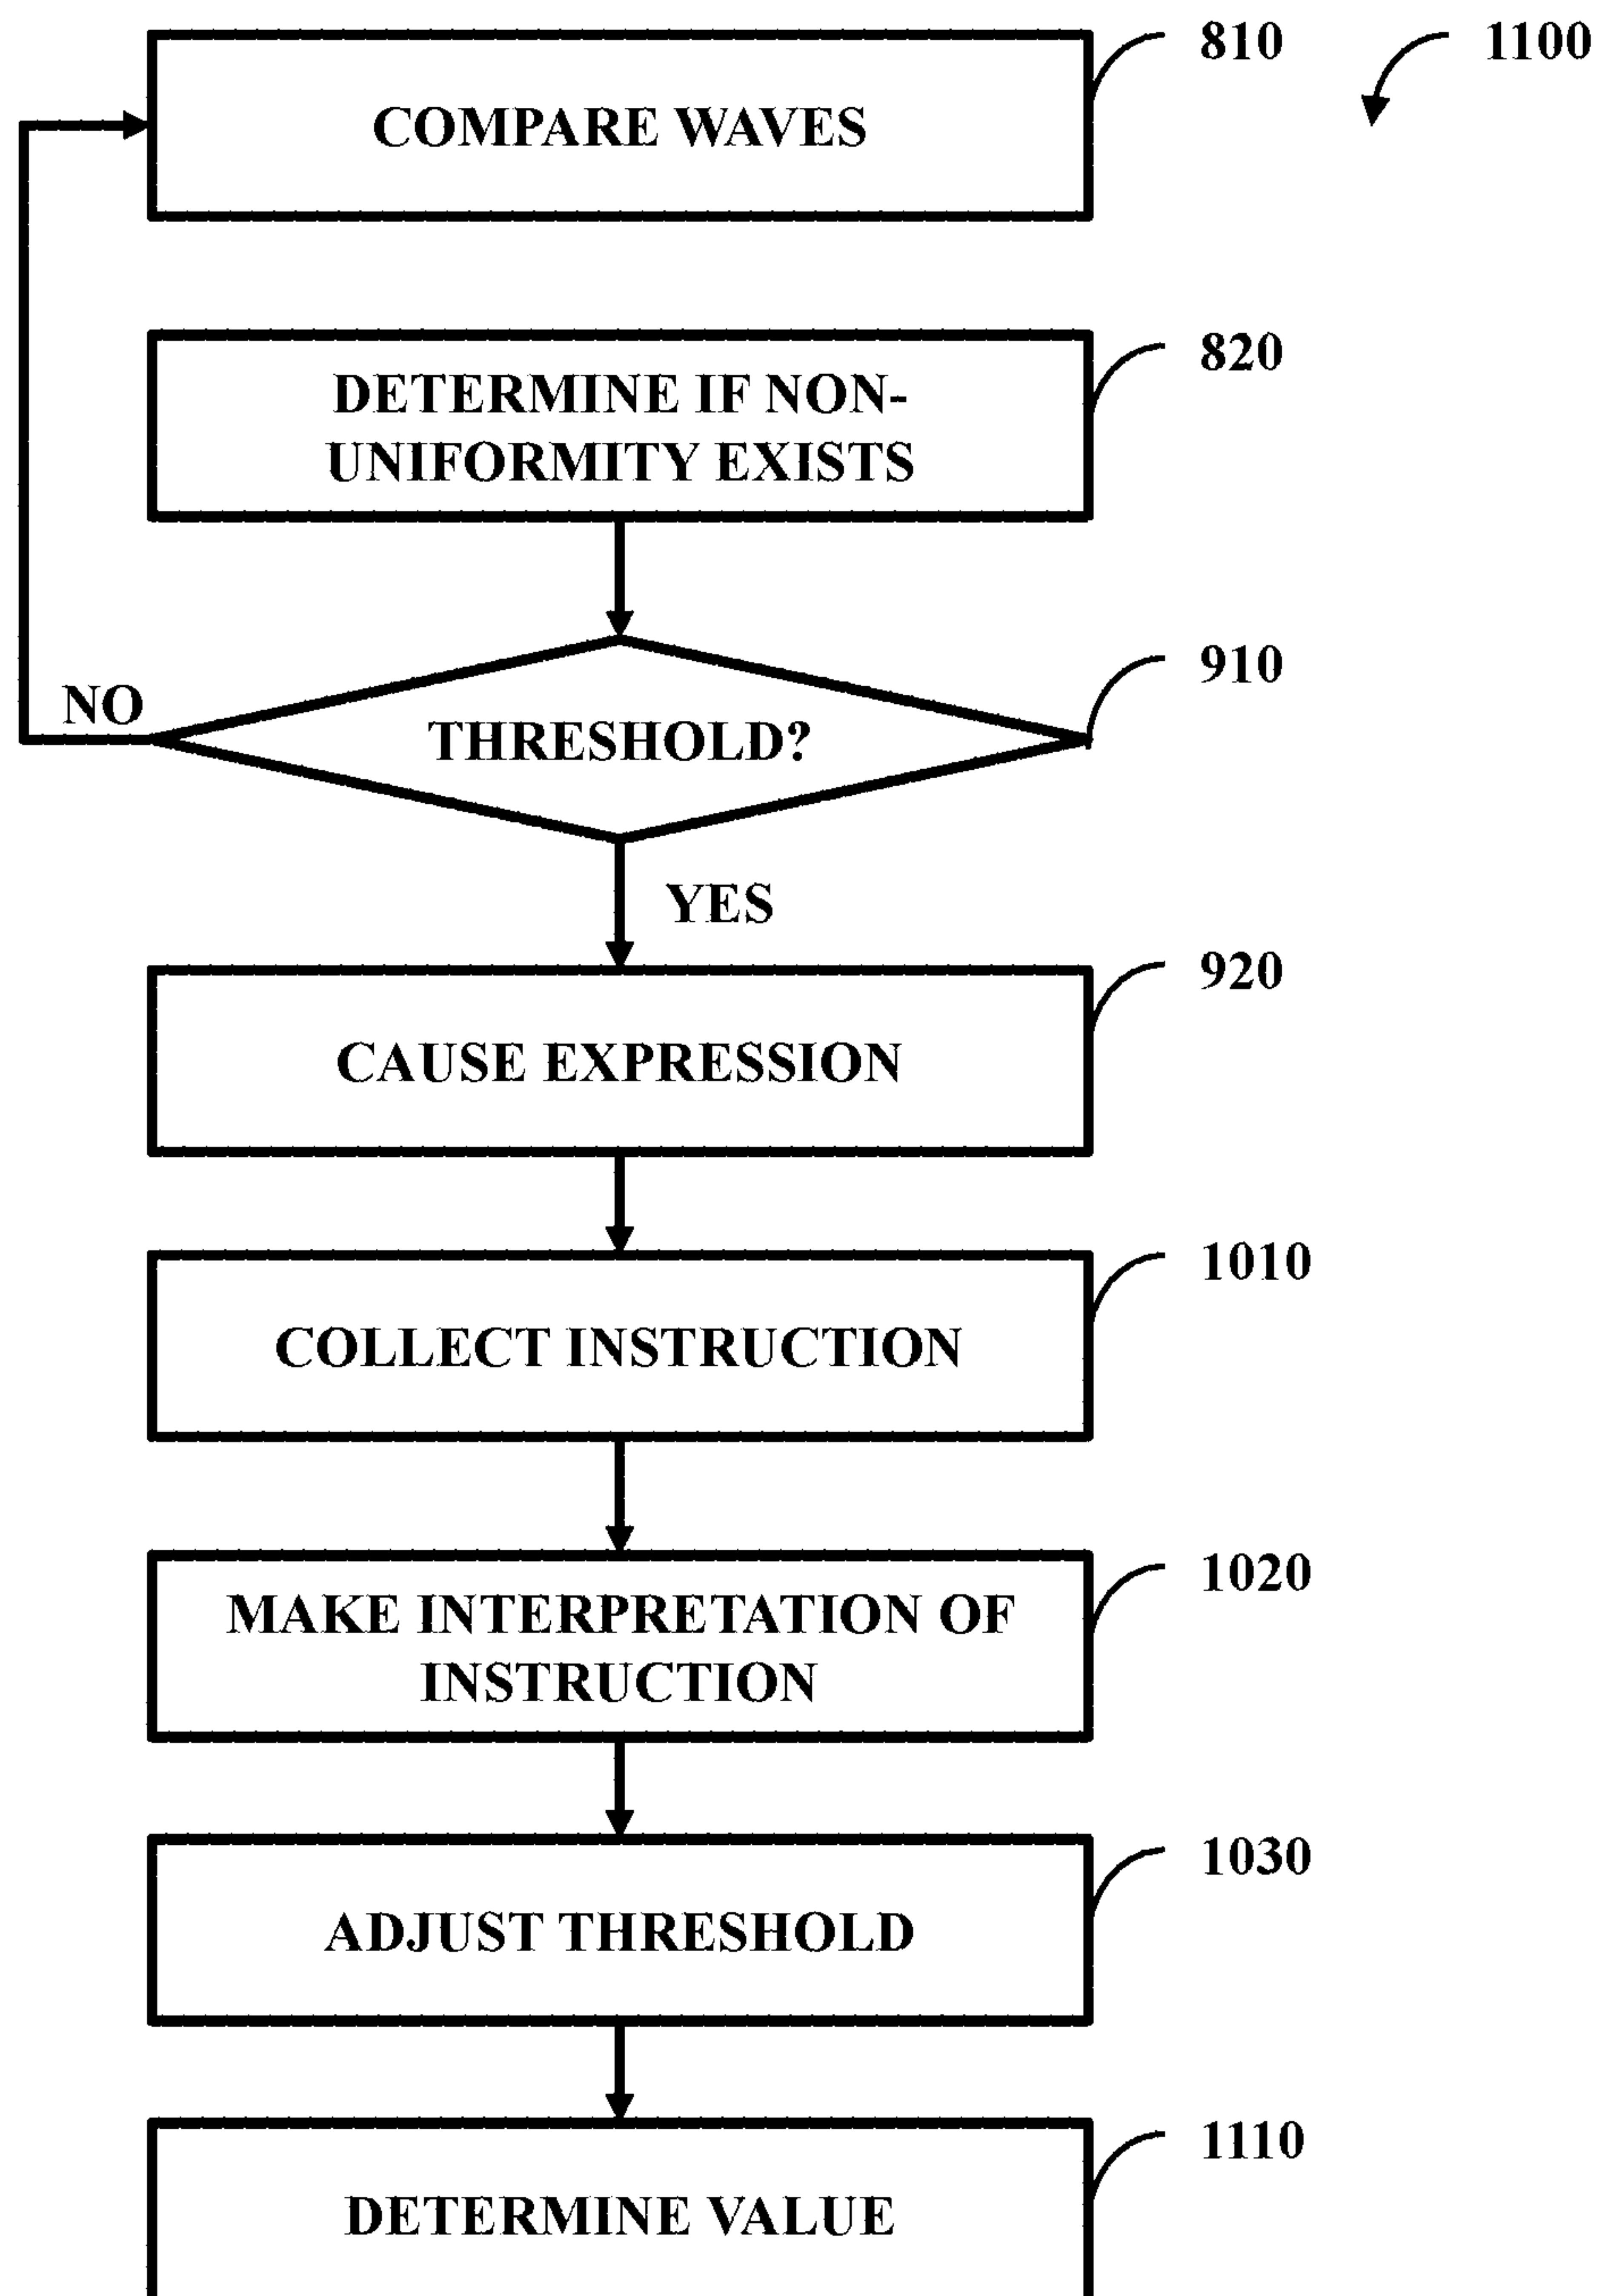 810
1100
COMPARE WAVES
820
DETERMINE IF NON-
UNIFORMITY EXISTS
910
NO
THRESHOLD?
YES
920
CAUSE EXPRESSION
1010
COLLECT INSTRUCTION
1020
MAKE INTERPRETATION OF
INSTRUCTION
1030
ADJUST THRESHOLD
1110
DETERMINE VALUE